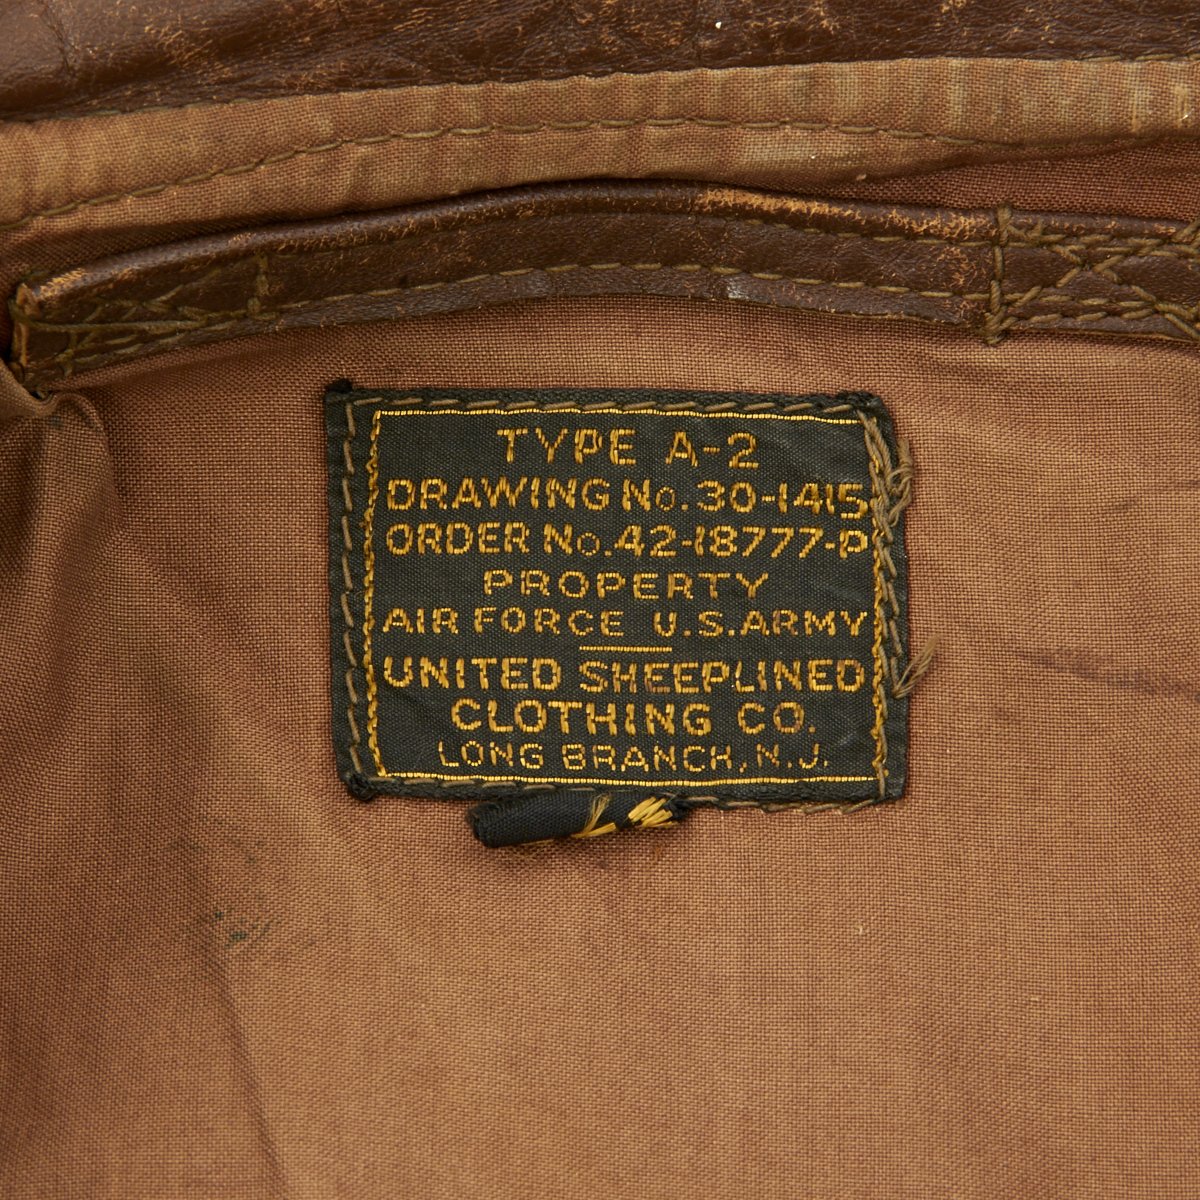 TYPE A-2
DRAWING No. 30-1415
ORDER No. 42-18777-P
PROPERTY
AIR FORCE U.S. ARMY
UNITED SHEEPLINED
CLOTHING CO.
LONG BRANCH, N.J.